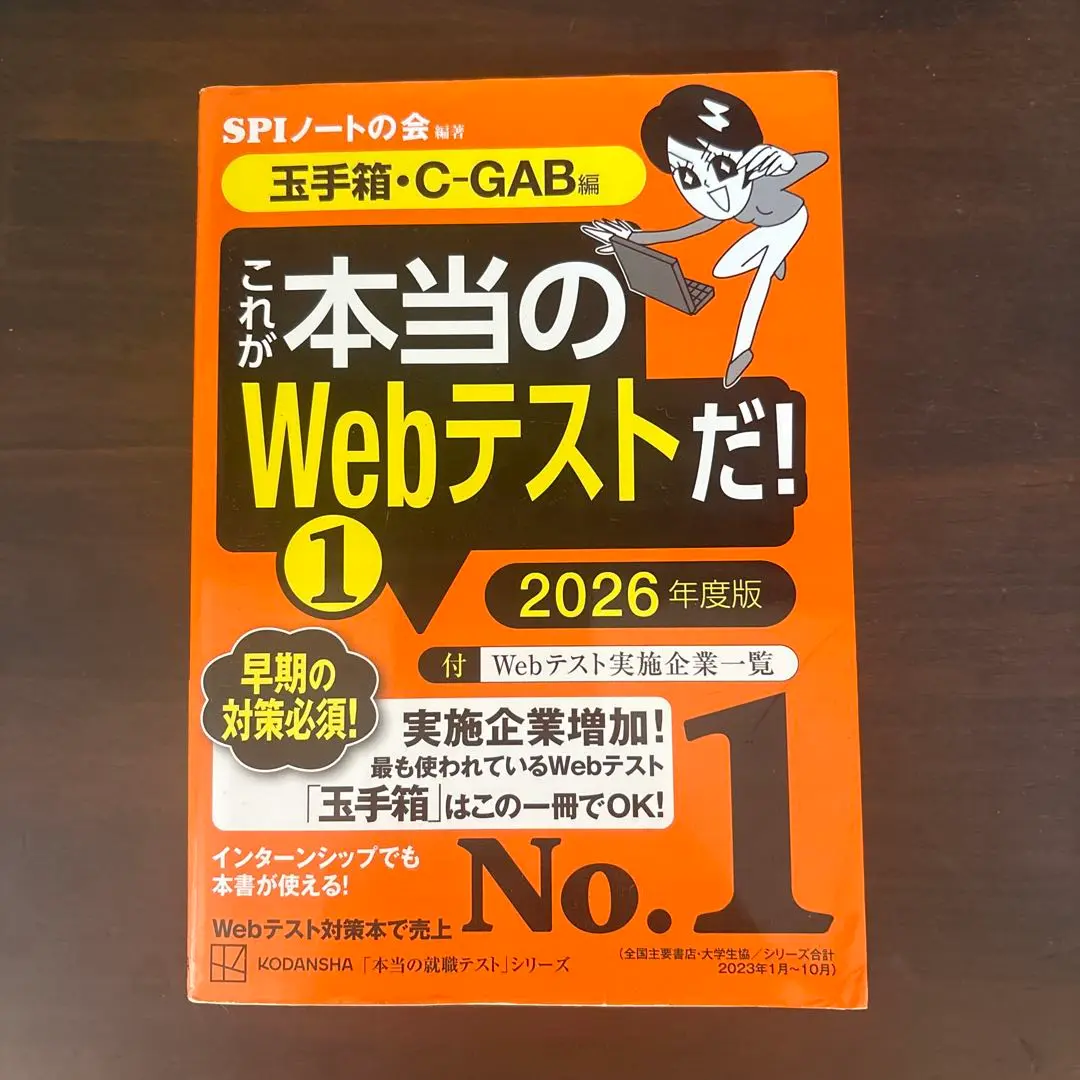 SPIノートの会 編著
玉手箱・C-GAB編
これが
本当の
Webテストだ!
1
2026年度版
付 Webテスト実施企業一覧
早期の
対策必須!
実施企業増加!
最も使われているWebテスト
「玉手箱」はこの一冊でOK!
インターンシップでも
本書が使える!
Webテスト対策本で売上
No.1
KODANSHA 「本当の就職テスト」シリーズ
(全国主要書店・大学生協/シリーズ合計
2023年1月~10月)